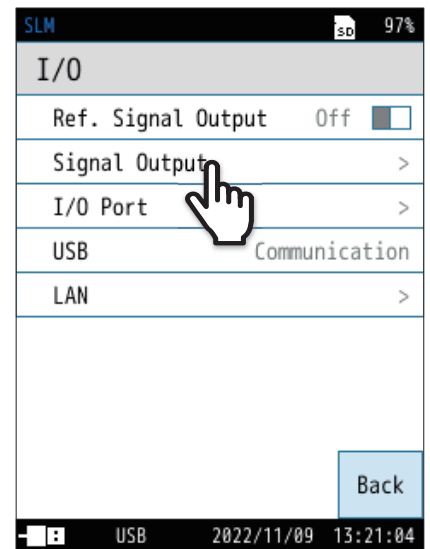 SLM SD 97%
I/O
Ref. Signal Output Off
Signal Output >
I/O Port >
USB Communication
LAN >
Back
USB 2022/11/09 13:21:04